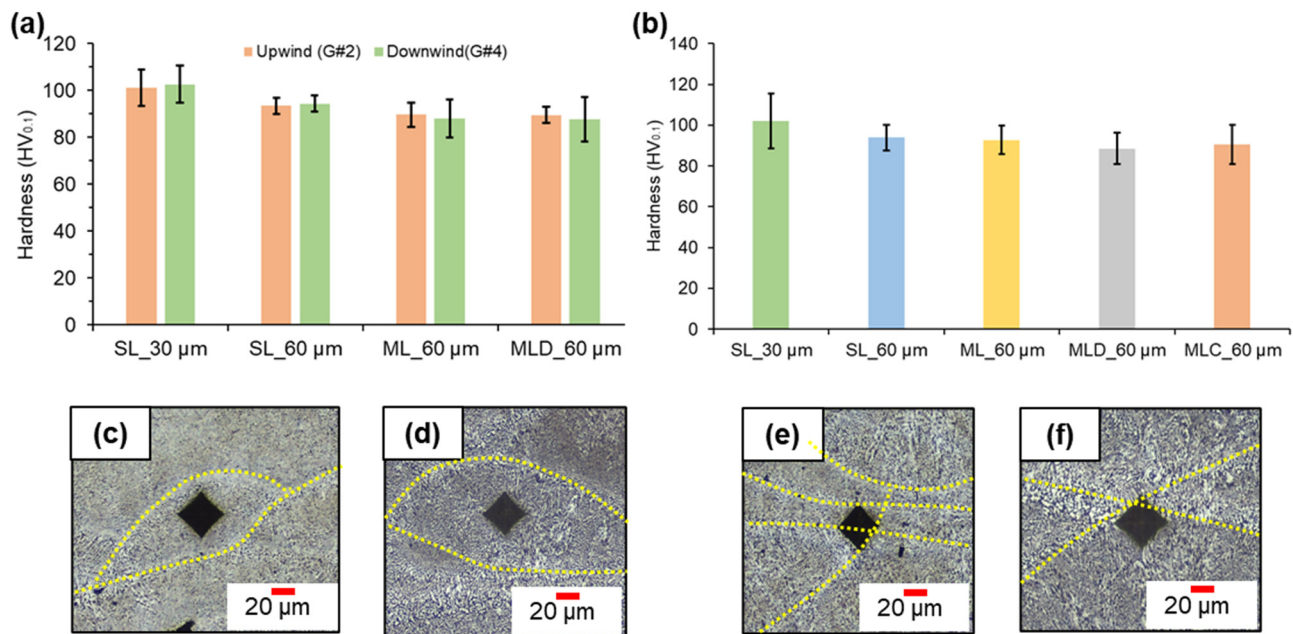 (a)
120
100
80
60
40
20
0
Hardness (HV0.1)
Upwind (G#2)
Downwind(G#4)
SL_30 µm
SL_60 µm
ML_60 µm
MLD_60 µm
(b)
140
120
100
80
60
40
20
0
Hardness (HV0.1)
SL_30 µm
SL_60 µm
ML_60 µm
MLD_60 µm
MLC_60 µm
(c)
20 µm
(d)
20 µm
(e)
20 µm
(f)
20 µm